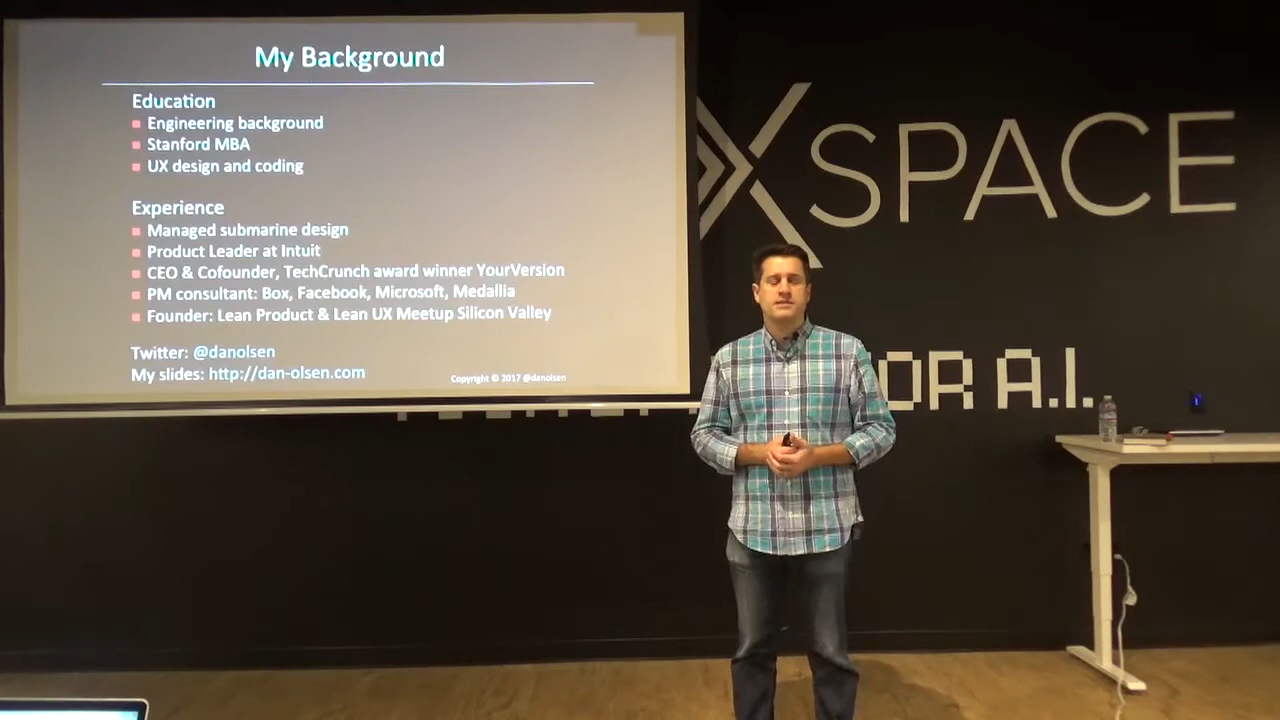 My Background
Education
Engineering background
Stanford MBA
UX design and coding
Experience
Managed submarine design
Product Leader at Intuit
CEO & Cofounder, TechCrunch award winner YourVersion
PM consultant: Box, Facebook, Microsoft, Medallia
Founder: Lean Product & Lean UX Meetup Silicon Valley
Twitter: @danolsen
My slides: http://dan-olsen.com
Copyright © 2017 @danolsen
XSPACE
OR A.I.